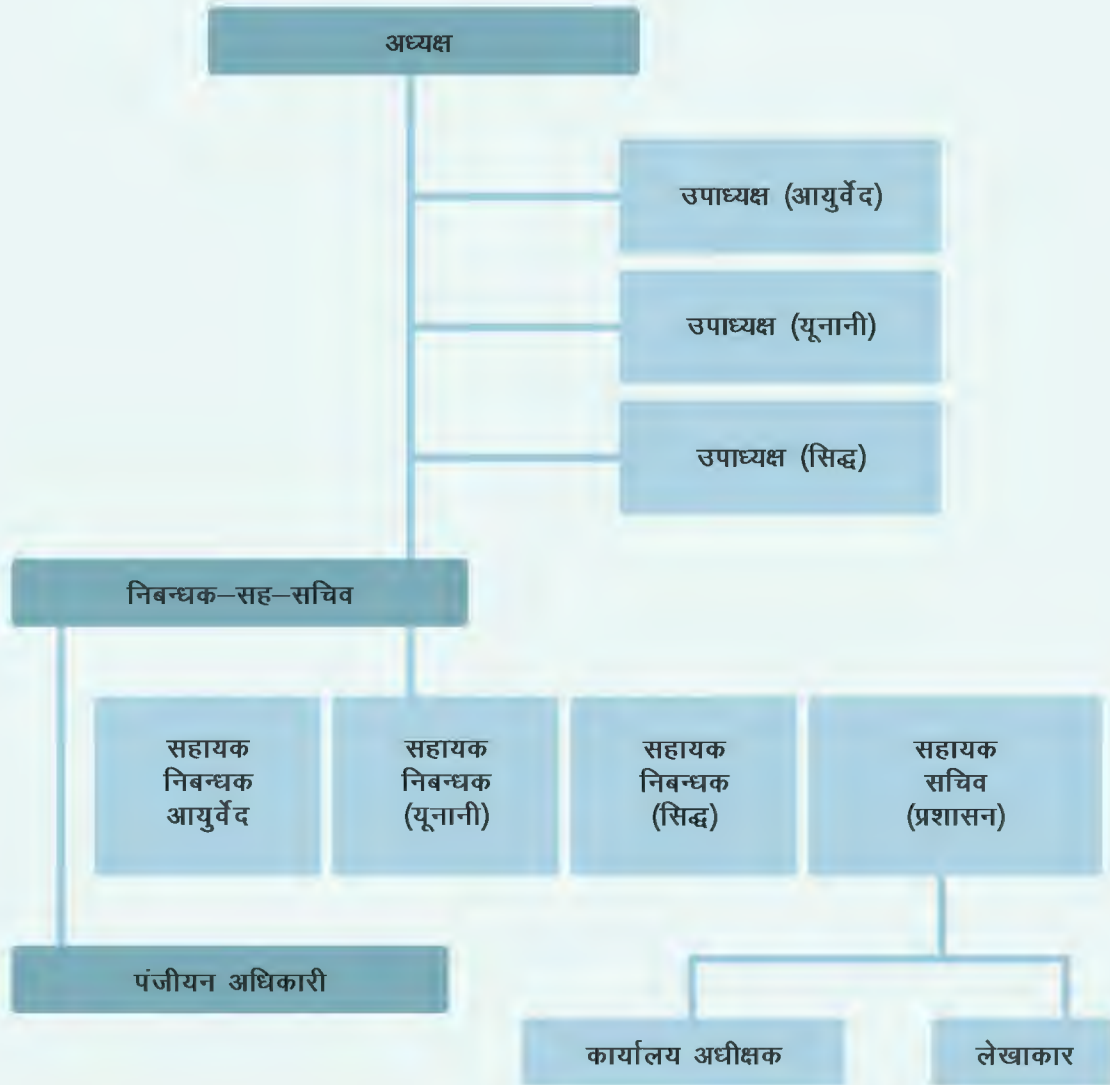 अध्यक्ष
उपाध्यक्ष (आयुर्वेद)
उपाध्यक्ष (यूनानी)
उपाध्यक्ष (सिद्ध)
निबन्धक–सह–सचिव
सहायक
निबन्धक
आयुर्वेद
सहायक
निबन्धक
(यूनानी)
सहायक
निबन्धक
(सिद्ध)
सहायक
सचिव
(प्रशासन)
पंजीयन अधिकारी
कार्यालय अधीक्षक
लेखाकार